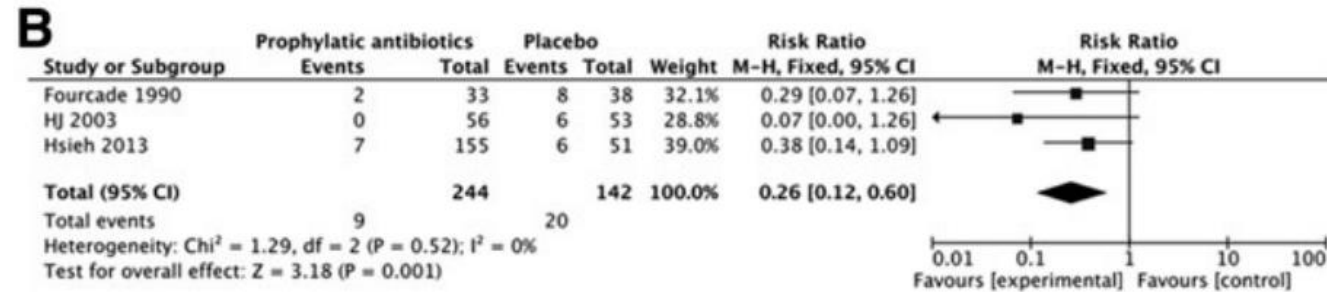 B
Prophylatic antibiotics Placebo Risk Ratio Risk Ratio
Study or Subgroup Events Total Events Total Weight M-H, Fixed, 95% CI M-H, Fixed, 95% CI
Fourcade 1990 2 33 8 38 32.1% 0.29 [0.07, 1.26]
HJ 2003 0 56 6 53 28.8% 0.07 [0.00, 1.26]
Hsieh 2013 7 155 6 51 39.0% 0.38 [0.14, 1.09]
Total (95% CI) 244 142 100.0% 0.26 [0.12, 0.60]
Total events 9 20
Heterogeneity: Chi² = 1.29, df = 2 (P = 0.52); I² = 0%
Test for overall effect: Z = 3.18 (P = 0.001)
0.01 0.1 1 10 100
Favours [experimental] Favours [control]